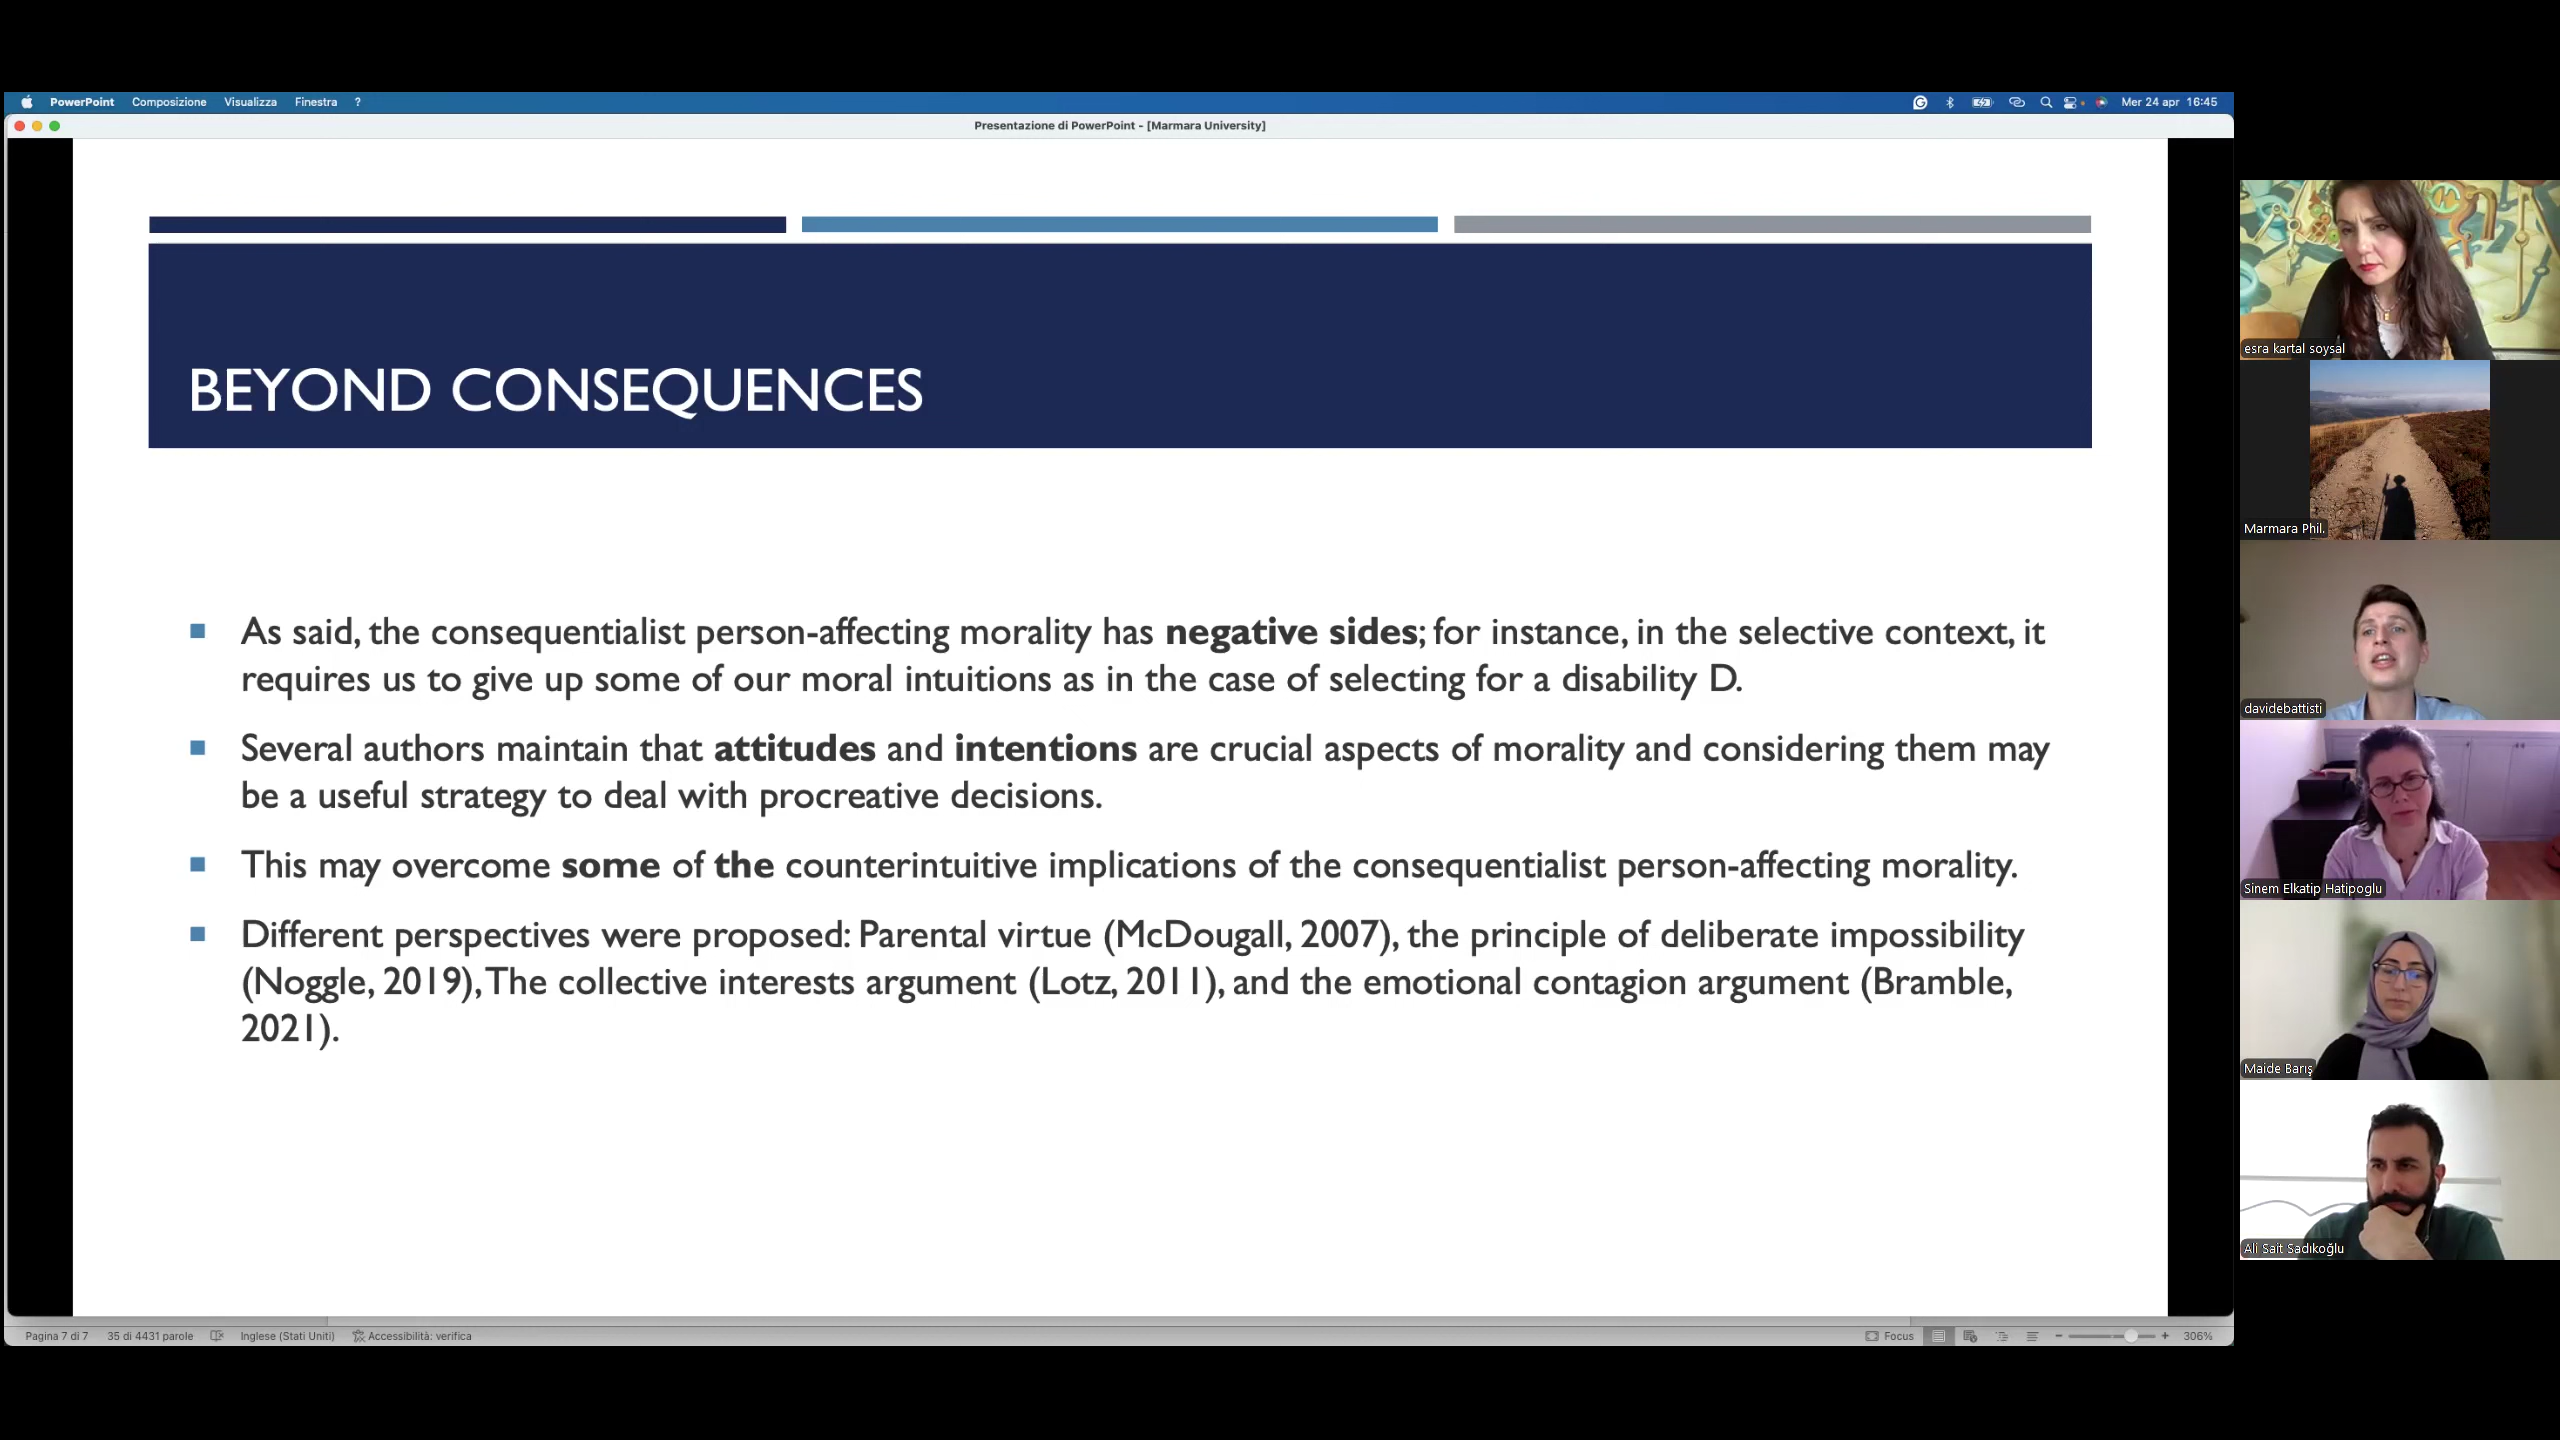 PowerPoint Composizione Visualizza Finestra ? Mer 24 apr 16:45
Presentazione di PowerPoint - [Marmara University]
BEYOND CONSEQUENCES
As said, the consequentialist person-affecting morality has negative sides; for instance, in the selective context, it
requires us to give up some of our moral intuitions as in the case of selecting for a disability D.
Several authors maintain that attitudes and intentions are crucial aspects of morality and considering them may
be a useful strategy to deal with procreative decisions.
This may overcome some of the counterintuitive implications of the consequentialist person-affecting morality.
Different perspectives were proposed: Parental virtue (McDougall, 2007), the principle of deliberate impossibility
(Noggle, 2019), The collective interests argument (Lotz, 2011), and the emotional contagion argument (Bramble,
2021).
Pagina 7 di 7 35 di 4431 parole Inglese (Stati Uniti) Accessibilità: verifica Focus 306%
esra kartal soysal
Marmara Phil.
davidebattisti
Sinem Elkatip Hatipoglu
Maide Barış
Ali Sait Sadıkoğlu